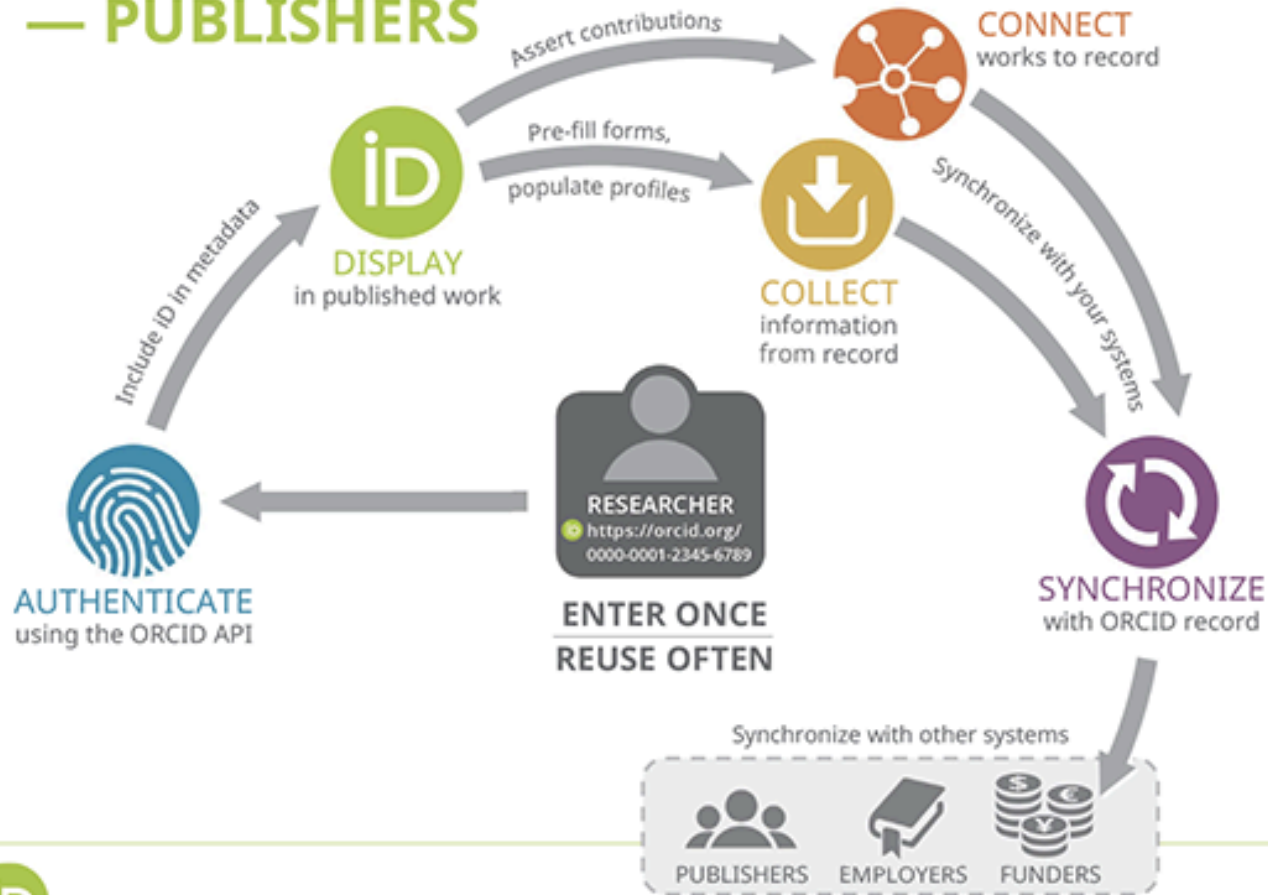 — PUBLISHERS
Assert contributions
CONNECT
works to record
Pre-fill forms,
populate profiles
iD
DISPLAY
in published work
Include iD in metadata
COLLECT
information
from record
Synchronize with your systems
RESEARCHER
iD https://orcid.org/
0000-0001-2345-6789
AUTHENTICATE
using the ORCID API
ENTER ONCE
REUSE OFTEN
SYNCHRONIZE
with ORCID record
Synchronize with other systems
$ € ¥
PUBLISHERS EMPLOYERS FUNDERS